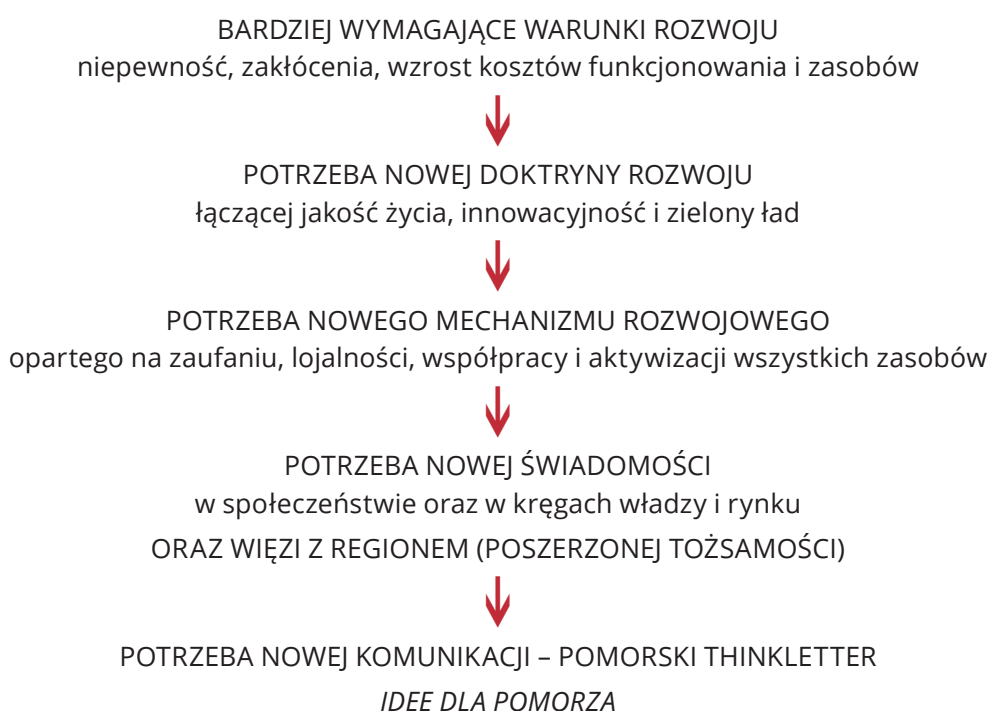 BARDZIEJ WYMAGAJĄCE WARUNKI ROZWOJU
niepewność, zakłócenia, wzrost kosztów funkcjonowania i zasobów
POTRZEBA NOWEJ DOKTRYNY ROZWOJU
łączącej jakość życia, innowacyjność i zielony ład
POTRZEBA NOWEGO MECHANIZMU ROZWOJOWEGO
opartego na zaufaniu, lojalności, współpracy i aktywizacji wszystkich zasobów
POTRZEBA NOWEJ ŚWIADOMOŚCI
w społeczeństwie oraz w kręgach władzy i rynku
ORAZ WIĘZI Z REGIONEM (POSZERZONEJ TOŻSAMOŚCI)
POTRZEBA NOWEJ KOMUNIKACJI – POMORSKI THINKLETTER
IDEE DLA POMORZA